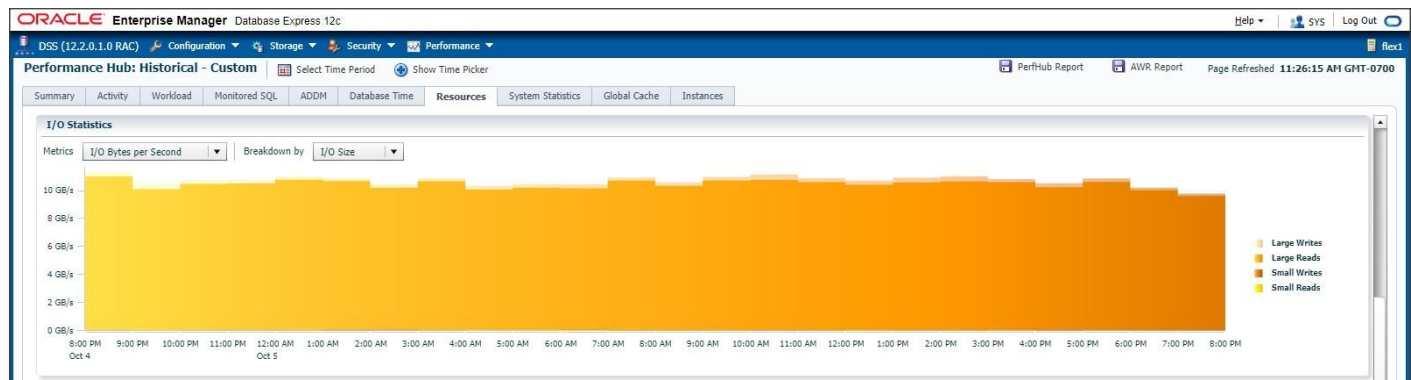 ORACLE Enterprise Manager Database Express 12c Help SYS Log Out
DSS (12.2.0.1.0 RAC) Configuration Storage Security Performance flex1
Performance Hub: Historical - Custom Select Time Period Show Time Picker PerfHub Report AWR Report Page Refreshed 11:26:15 AM GMT-0700
Summary Activity Workload Monitored SQL ADDM Database Time Resources System Statistics Global Cache Instances
I/O Statistics
Metrics I/O Bytes per Second Breakdown by I/O Size
10 GB/s
8 GB/s
6 GB/s
4 GB/s
2 GB/s
0 GB/s
Large Writes
Large Reads
Small Writes
Small Reads
8:00 PM 9:00 PM 10:00 PM 11:00 PM 12:00 AM 1:00 AM 2:00 AM 3:00 AM 4:00 AM 5:00 AM 6:00 AM 7:00 AM 8:00 AM 9:00 AM 10:00 AM 11:00 AM 12:00 PM 1:00 PM 2:00 PM 3:00 PM 4:00 PM 5:00 PM 6:00 PM 7:00 PM 8:00 PM
Oct 4 Oct 5